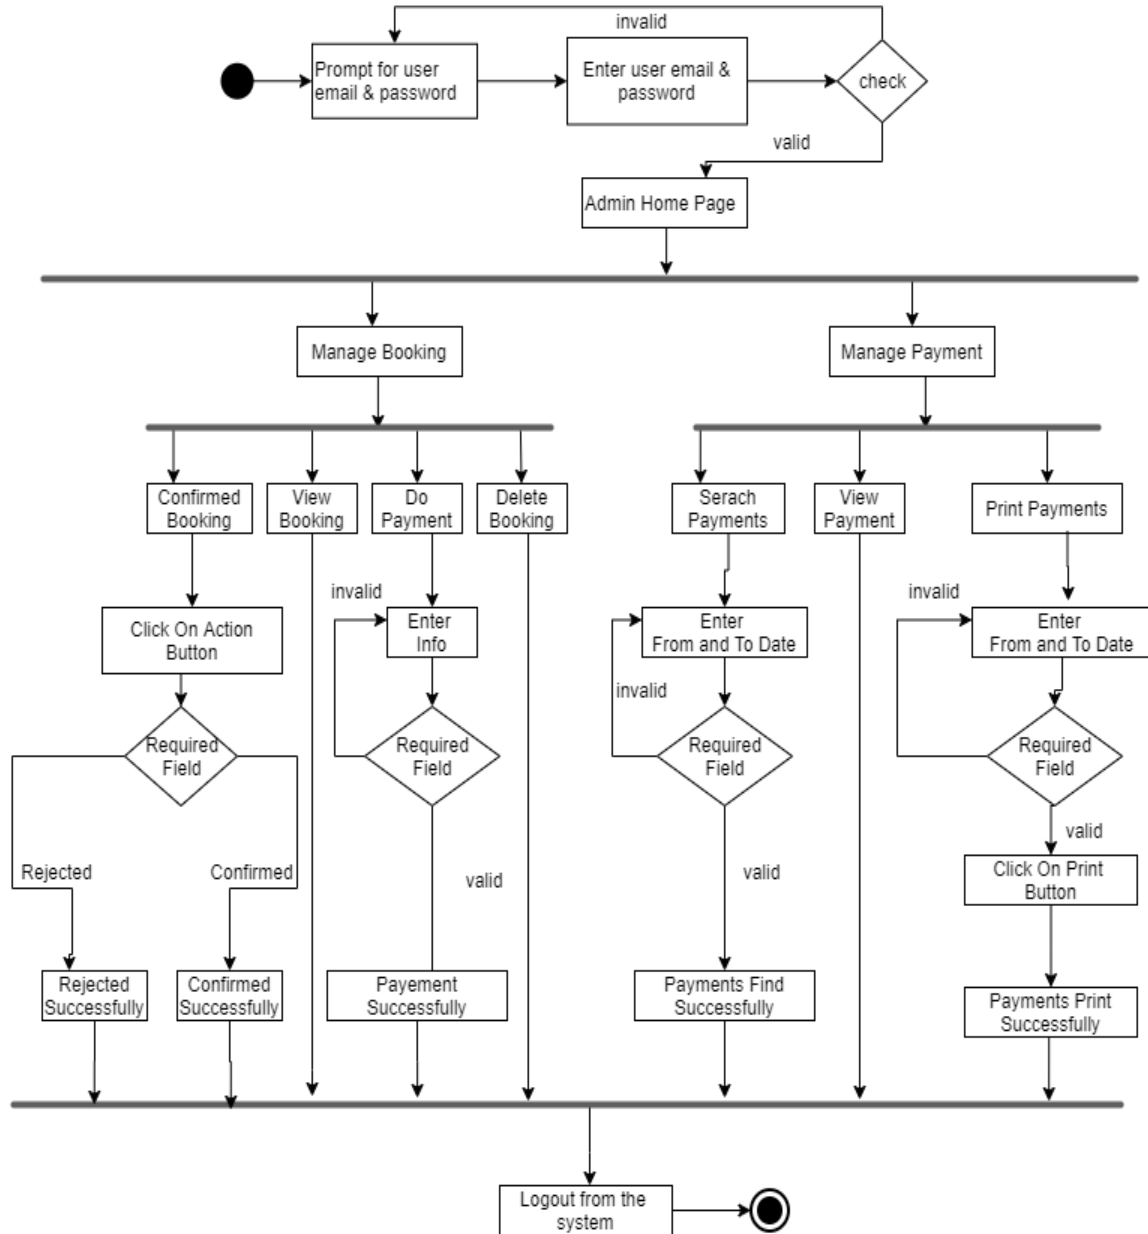 invalid
Prompt for user
email & password
Enter user email &
password
check
valid
Admin Home Page
Manage Booking
Manage Payment
Confirmed
Booking
View
Booking
Do
Payment
Delete
Booking
Serach
Payments
View
Payment
Print Payments
invalid
invalid
Click On Action
Button
Enter
Info
Enter
From and To Date
Enter
From and To Date
invalid
Required
Field
Required
Field
Required
Field
Required
Field
valid
Rejected
Confirmed
valid
valid
Click On Print
Button
Rejected
Successfully
Confirmed
Successfully
Payement
Successfully
Payments Find
Successfully
Payments Print
Successfully
Logout from the
system